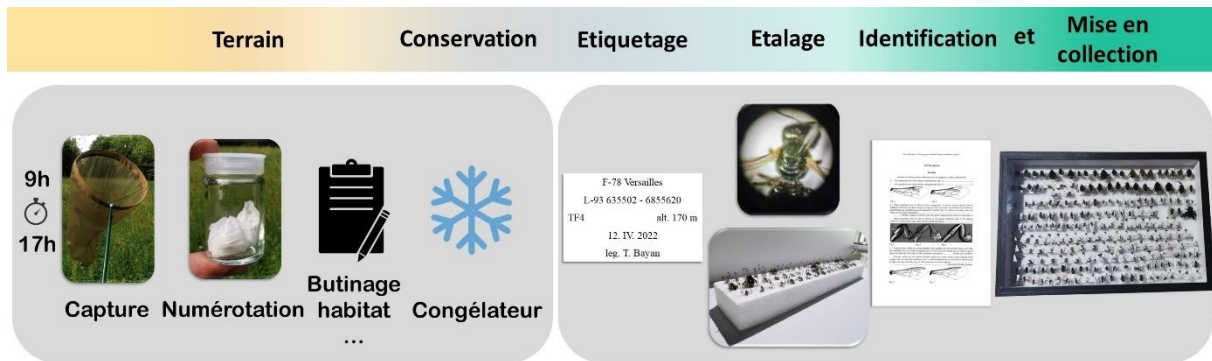 Terrain
Conservation
Etiquetage
Etalage
Identification et
Mise en
collection
9h
17h
Capture
Numérotation
Butinage
habitat
...
Congélateur
F-78 Versailles
L-93 635502 - 6855620
TF4 alt. 170 m
12. IV. 2022
leg. T. Bayan